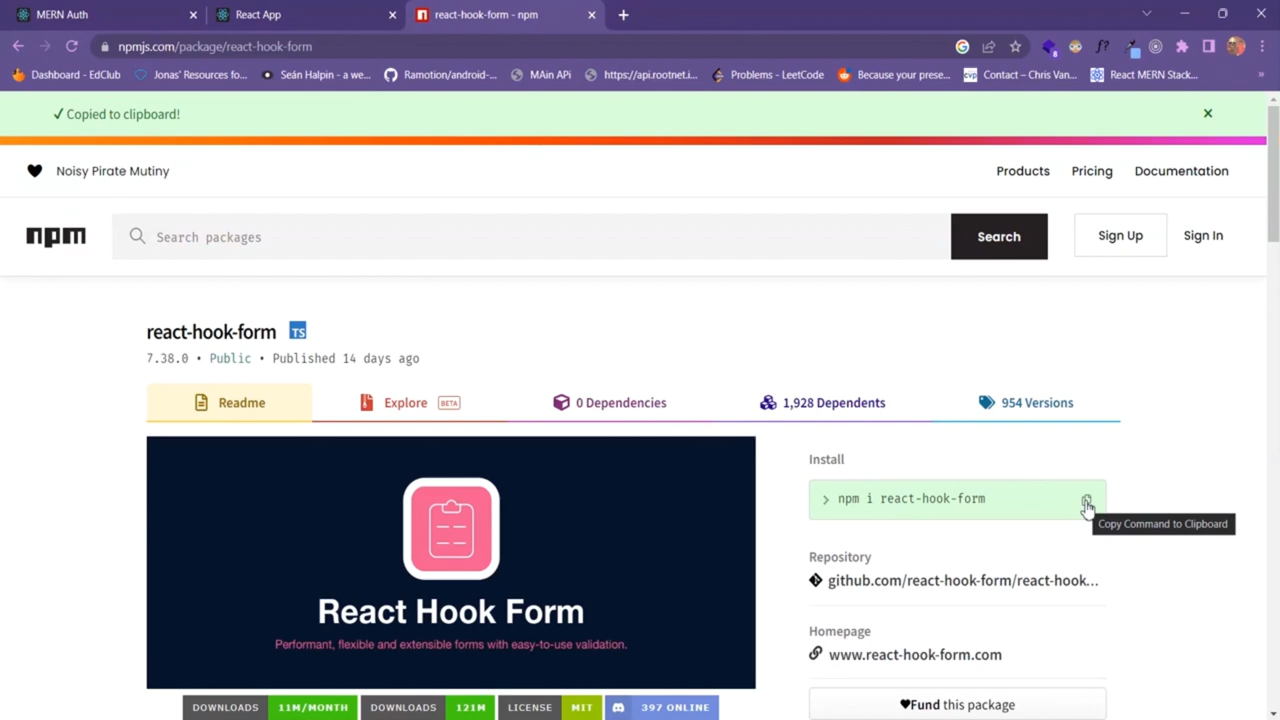 MERN Auth
React App
react-hook-form - npm
npmjs.com/package/react-hook-form
Dashboard - EdClub
Jonas' Resources fo...
Seán Halpin - a we...
Ramotion/android-...
MAin APi
https://api.rootnet.i...
Problems - LeetCode
Because your prese...
cvp
Contact – Chris Van...
React MERN Stack...
»
✓ Copied to clipboard!
Noisy Pirate Mutiny
Products
Pricing
Documentation
npm
Search packages
Search
Sign Up
Sign In
react-hook-form
TS
7.38.0 • Public • Published 14 days ago
Readme
Explore
BETA
0 Dependencies
1,928 Dependents
954 Versions
React Hook Form
Performant, flexible and extensible forms with easy-to-use validation.
DOWNLOADS 11M/MONTH
DOWNLOADS 121M
LICENSE MIT
397 ONLINE
Install
> npm i react-hook-form
Copy Command to Clipboard
Repository
github.com/react-hook-form/react-hook...
Homepage
www.react-hook-form.com
Fund this package